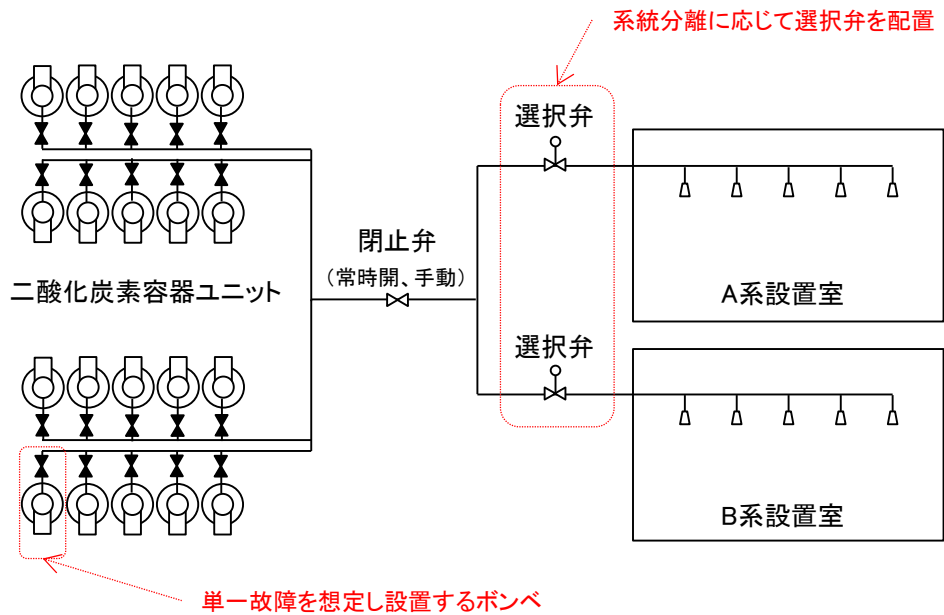 系統分離に応じて選択弁を配置
選択弁
閉止弁
(常時開、手動)
二酸化炭素容器ユニット
A系設置室
選択弁
B系設置室
単一故障を想定し設置するボンベ